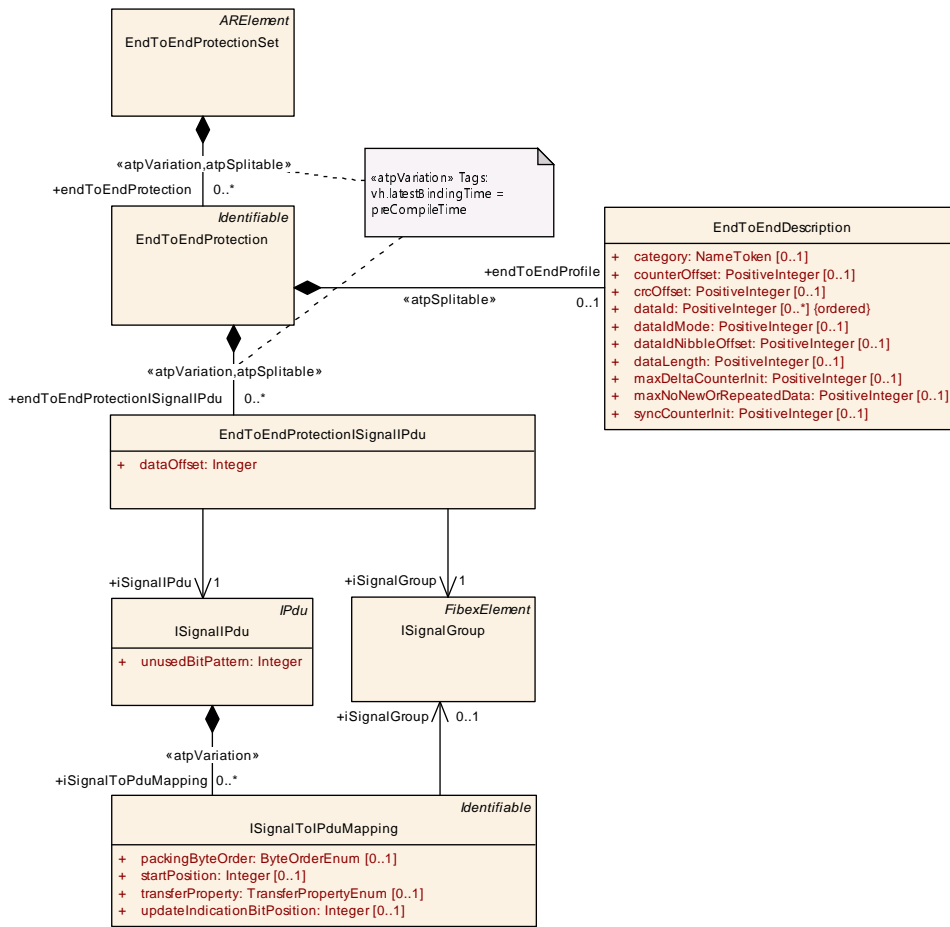 ARElement
EndToEndProtectionSet
«atpVariation,atpSplitable»
+endToEndProtection 0..*
«atpVariation» Tags:
vh.latestBindingTime =
preCompileTime
Identifiable
EndToEndProtection
+endToEndProfile
«atpSplitable» 0..1
EndToEndDescription
+ category: NameToken [0..1]
+ counterOffset: PositiveInteger [0..1]
+ crcOffset: PositiveInteger [0..1]
+ dataId: PositiveInteger [0..*] {ordered}
+ dataIdMode: PositiveInteger [0..1]
+ dataIdNibbleOffset: PositiveInteger [0..1]
+ dataLength: PositiveInteger [0..1]
+ maxDeltaCounterInit: PositiveInteger [0..1]
+ maxNoNewOrRepeatedData: PositiveInteger [0..1]
+ syncCounterInit: PositiveInteger [0..1]
«atpVariation,atpSplitable»
+endToEndProtectionISignalIPdu 0..*
EndToEndProtectionISignalIPdu
+ dataOffset: Integer
+iSignalIPdu 1
+iSignalGroup 1
IPdu
ISignalIPdu
+ unusedBitPattern: Integer
FibexElement
ISignalGroup
+iSignalGroup 0..1
«atpVariation»
+iSignalToPduMapping 0..*
Identifiable
ISignalToIPduMapping
+ packingByteOrder: ByteOrderEnum [0..1]
+ startPosition: Integer [0..1]
+ transferProperty: TransferPropertyEnum [0..1]
+ updateIndicationBitPosition: Integer [0..1]